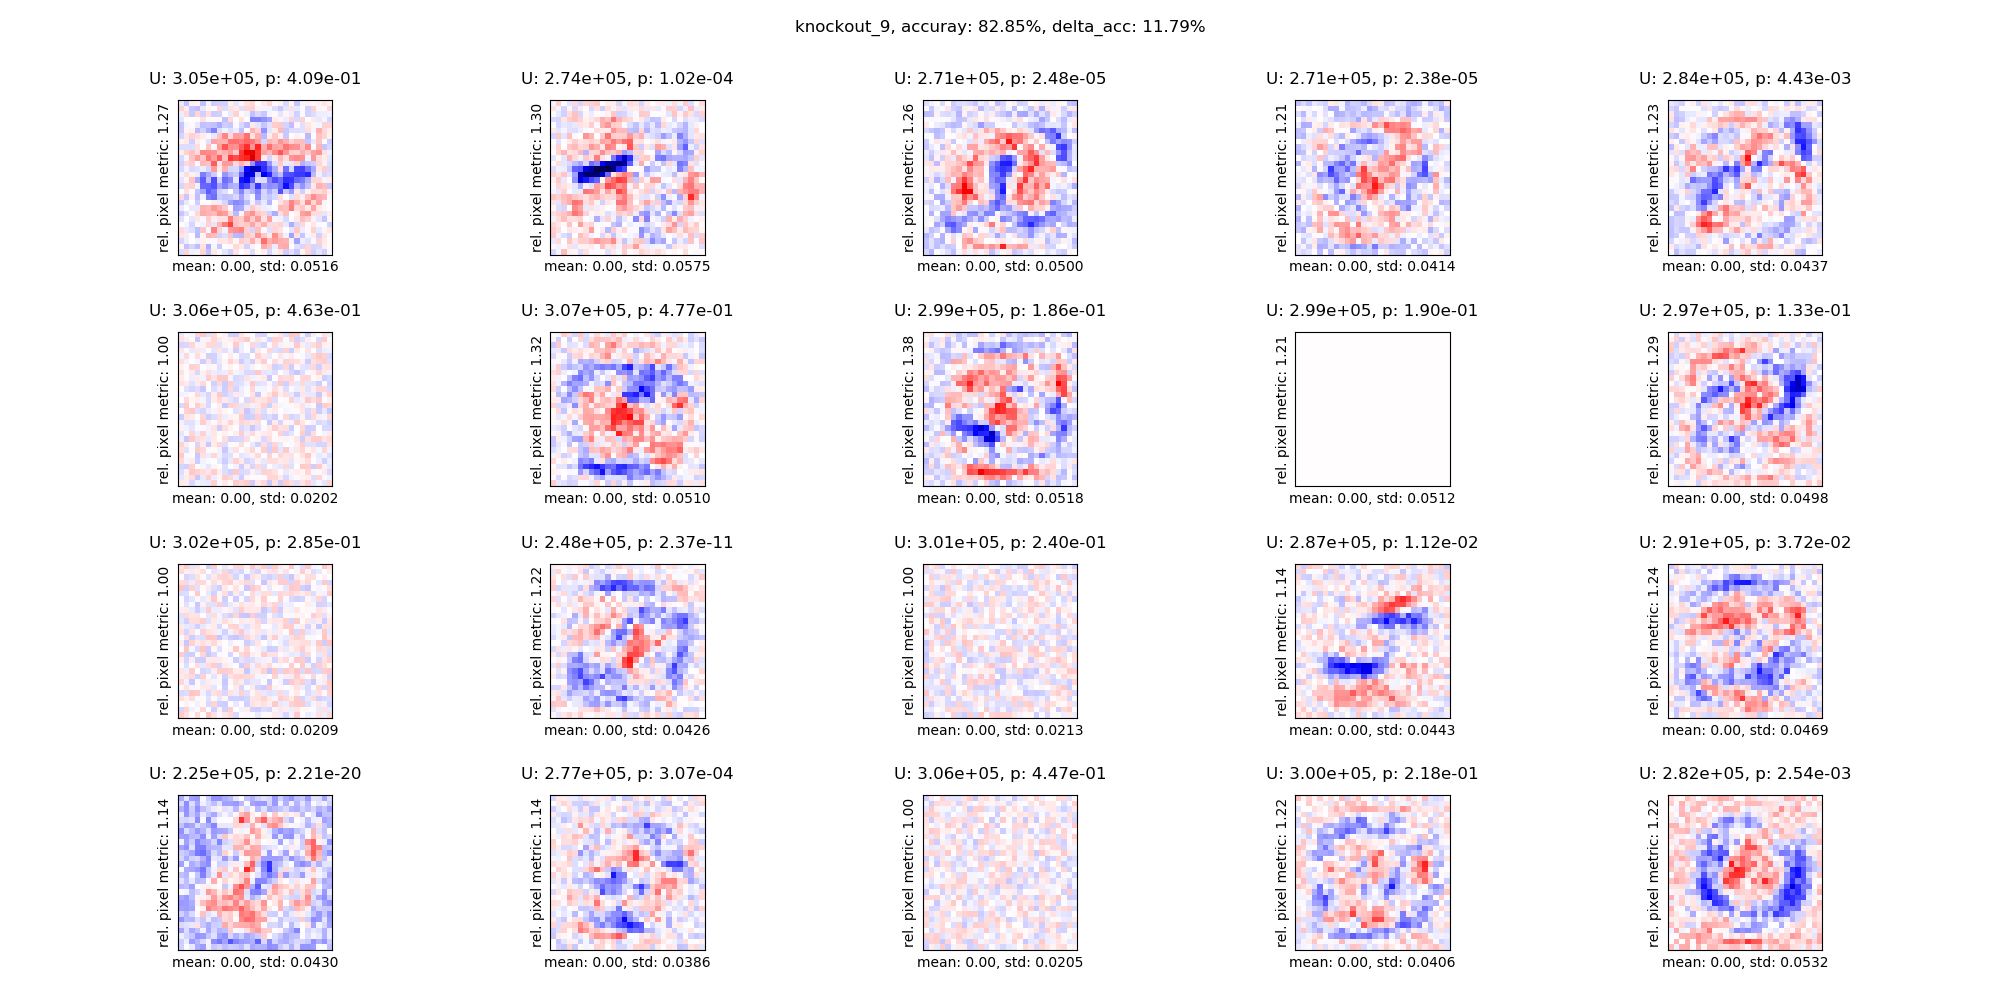 knockout_9, accuray: 82.85%, delta_acc: 11.79%
U: 3.05e+05, p: 4.09e-01
rel. pixel metric: 1.27
mean: 0.00, std: 0.0516
U: 2.74e+05, p: 1.02e-04
rel. pixel metric: 1.30
mean: 0.00, std: 0.0575
U: 2.71e+05, p: 2.48e-05
rel. pixel metric: 1.26
mean: 0.00, std: 0.0500
U: 2.71e+05, p: 2.38e-05
rel. pixel metric: 1.21
mean: 0.00, std: 0.0414
U: 2.84e+05, p: 4.43e-03
rel. pixel metric: 1.23
mean: 0.00, std: 0.0437
U: 3.06e+05, p: 4.63e-01
rel. pixel metric: 1.00
mean: 0.00, std: 0.0202
U: 3.07e+05, p: 4.77e-01
rel. pixel metric: 1.32
mean: 0.00, std: 0.0510
U: 2.99e+05, p: 1.86e-01
rel. pixel metric: 1.38
mean: 0.00, std: 0.0518
U: 2.99e+05, p: 1.90e-01
rel. pixel metric: 1.21
mean: 0.00, std: 0.0512
U: 2.97e+05, p: 1.33e-01
rel. pixel metric: 1.29
mean: 0.00, std: 0.0498
U: 3.02e+05, p: 2.85e-01
rel. pixel metric: 1.00
mean: 0.00, std: 0.0209
U: 2.48e+05, p: 2.37e-11
rel. pixel metric: 1.22
mean: 0.00, std: 0.0426
U: 3.01e+05, p: 2.40e-01
rel. pixel metric: 1.00
mean: 0.00, std: 0.0213
U: 2.87e+05, p: 1.12e-02
rel. pixel metric: 1.14
mean: 0.00, std: 0.0443
U: 2.91e+05, p: 3.72e-02
rel. pixel metric: 1.24
mean: 0.00, std: 0.0469
U: 2.25e+05, p: 2.21e-20
rel. pixel metric: 1.14
mean: 0.00, std: 0.0430
U: 2.77e+05, p: 3.07e-04
rel. pixel metric: 1.14
mean: 0.00, std: 0.0386
U: 3.06e+05, p: 4.47e-01
rel. pixel metric: 1.00
mean: 0.00, std: 0.0205
U: 3.00e+05, p: 2.18e-01
rel. pixel metric: 1.22
mean: 0.00, std: 0.0406
U: 2.82e+05, p: 2.54e-03
rel. pixel metric: 1.22
mean: 0.00, std: 0.0532